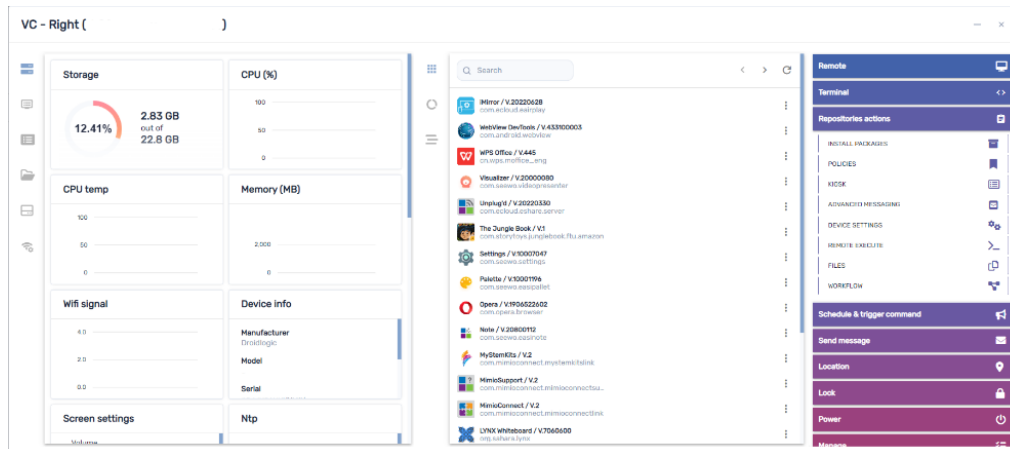 VC - Right ( )
Storage
12.41%
2.83 GB
out of
22.8 GB
CPU (%)
100
50
0
CPU temp
100
50
0
Memory (MB)
2,000
0
Wifi signal
4.0
2.0
0.0
Device info
Manufacturer
Droidlogic
Model
Serial
Screen settings
Volume
Ntp
Search
iMirror / V.20220628
com.ecloud.eairplay
WebView DevTools / V.433100003
com.android.webview
WPS Office / V.445
cn.wps.moffice_eng
Visualizer / V.20000080
com.seewo.videopresenter
Unplug'd / V.20220330
com.ecloud.eshare.server
The Jungle Book / V.1
com.storytoys.junglebook.ftu.amazon
Settings / V.10007047
com.seewo.settings
Palette / V.10001196
com.seewo.easipallet
Opera / V.1906522602
com.opera.browser
Note / V.20800112
com.seewo.easinote
MyStemKits / V.2
com.mimioconnect.mystemkitslink
MimioSupport / V.2
com.mimioconnect.mimioconnectsu...
MimioConnect / V.2
com.mimioconnect.mimioconnectlink
LYNX Whiteboard / V.7060600
org.sahara.lynx
Remote
Terminal
Repositories actions
INSTALL PACKAGES
POLICIES
KIOSK
ADVANCED MESSAGING
DEVICE SETTINGS
REMOTE EXECUTE
FILES
WORKFLOW
Schedule & trigger command
Send message
Location
Lock
Power
Manage